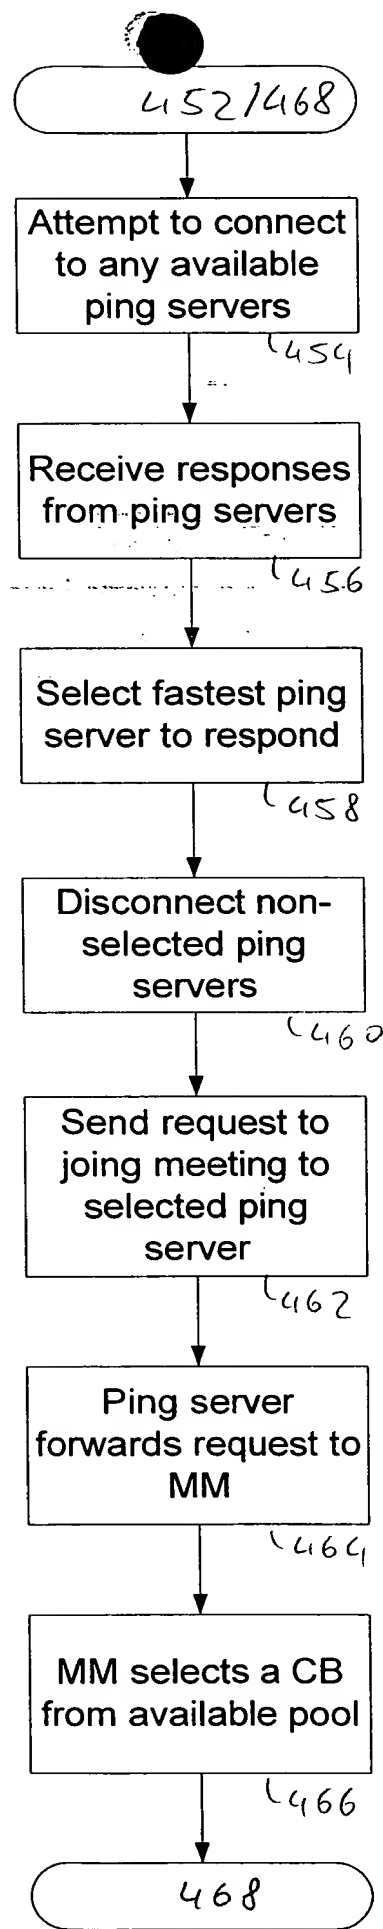 452/468
Attempt to connect
to any available
ping servers
454
Receive responses
from ping servers
456
Select fastest ping
server to respond
458
Disconnect non-
selected ping
servers
460
Send request to
joing meeting to
selected ping
server
462
Ping server
forwards request to
MM
464
MM selects a CB
from available pool
466
468